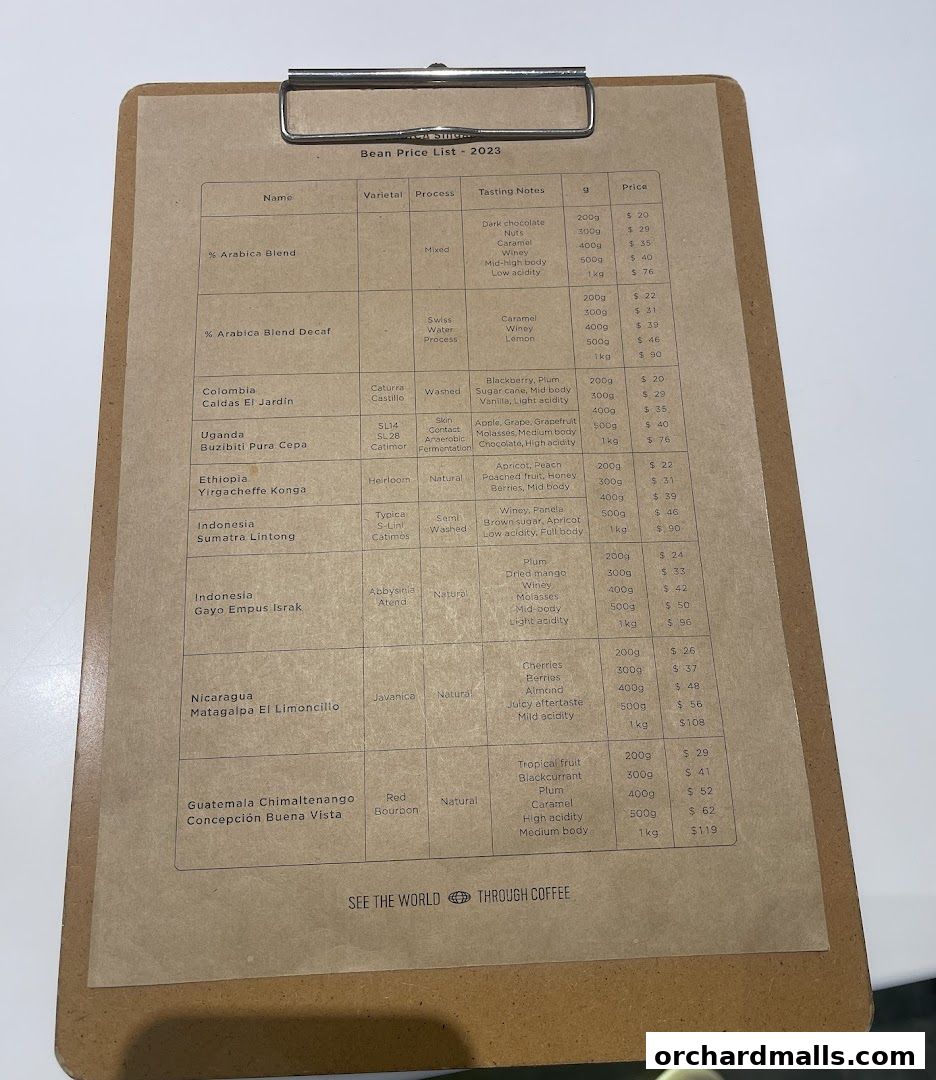 Bean Price List - 2023
Name Varietal Process Tasting Notes g Price
% Arabica Blend
Mixed
Dark chocolate
Nuts
Caramel
Winey
Mid-high body
Low acidity
200g $ 20
300g $ 29
400g $ 35
500g $ 40
1kg $ 76
% Arabica Blend Decaf
Swiss
Water
Process
Caramel
Winey
Lemon
200g $ 22
300g $ 31
400g $ 39
500g $ 46
1kg $ 90
Colombia
Caldas El Jardín
Caturra
Castillo
Washed
Blackberry, Plum
Sugar cane, Mid body
Vanilla, Light acidity
Uganda
Buzibiti Pura Cepa
SL14
SL28
Catimor
Skin
Contact
Anaerobic
Fermentation
Apple, Grape, Grapefruit
Molasses, Medium body
Chocolate, High acidity
200g $ 20
300g $ 29
400g $ 35
500g $ 40
1kg $ 76
Ethiopia
Yirgacheffe Konga
Heirloom
Natural
Apricot, Peach
Poached fruit, Honey
Berries, Mid body
Indonesia
Sumatra Lintong
Typica
S-Lini
Catimos
Semi
Washed
Winey, Panela
Brown sugar, Apricot
Low acidity, Full body
200g $ 22
300g $ 31
400g $ 39
500g $ 46
1kg $ 90
Indonesia
Gayo Empus Israk
Abbysinia
Atend
Natural
Plum
Dried mango
Winey
Molasses
Mid-body
Light acidity
200g $ 24
300g $ 33
400g $ 42
500g $ 50
1kg $ 96
Nicaragua
Matagalpa El Limoncillo
Javanica
Natural
Cherries
Berries
Almond
Juicy aftertaste
Mild acidity
200g $ 26
300g $ 37
400g $ 48
500g $ 56
1kg $108
Guatemala Chimaltenango
Concepción Buena Vista
Red
Bourbon
Natural
Tropical fruit
Blackcurrant
Plum
Caramel
High acidity
Medium body
200g $ 29
300g $ 41
400g $ 52
500g $ 62
1kg $119
SEE THE WORLD THROUGH COFFEE
orchardmalls.com